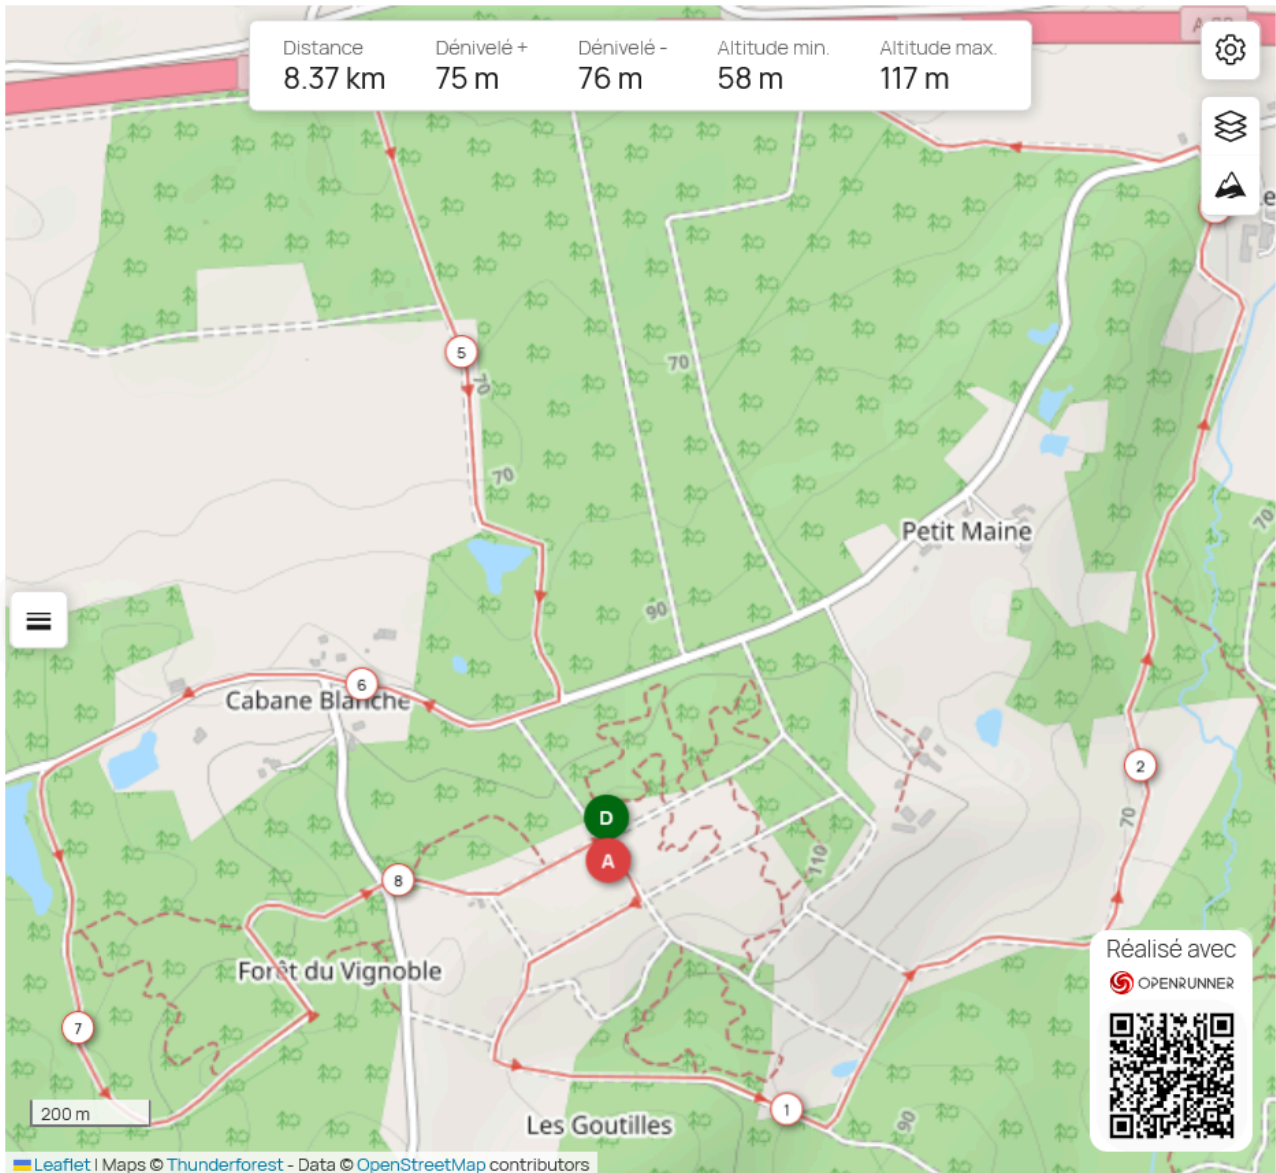 Distance
8.37 km
Dénivelé +
75 m
Dénivelé -
76 m
Altitude min.
58 m
Altitude max.
117 m
5
70
70
70
70
Petit Maine
90
6
Cabane Blanche
2
70
D
A
110
8
Forêt du Vignoble
7
1
Les Goutilles
90
Réalisé avec
OPENRUNNER
200 m
Leaflet | Maps © Thunderforest - Data © OpenStreetMap contributors